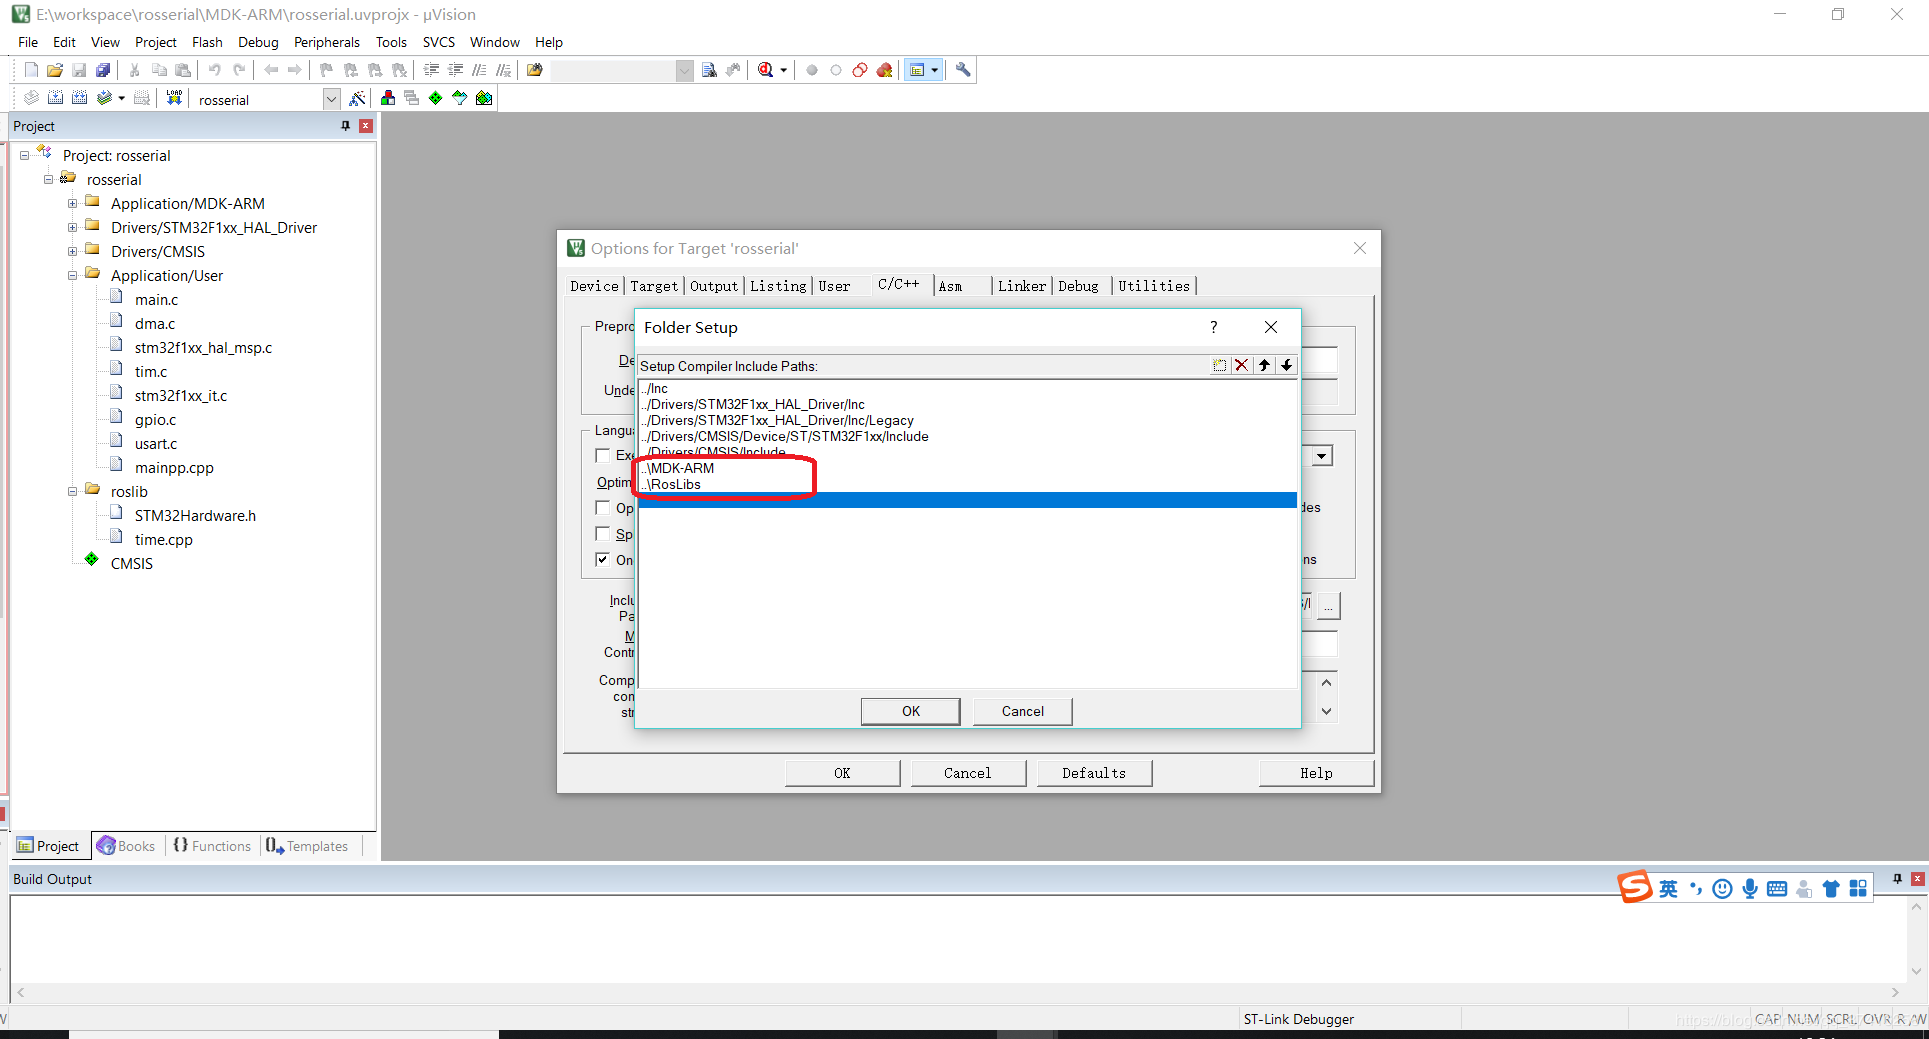 E:\workspace\rosserial\MDK-ARM\rosserial.uvprojx - µVision
File Edit View Project Flash Debug Peripherals Tools SVCS Window Help
LOAD
rosserial
Project
Project: rosserial
rosserial
Application/MDK-ARM
Drivers/STM32F1xx_HAL_Driver
Drivers/CMSIS
Application/User
main.c
dma.c
stm32f1xx_hal_msp.c
tim.c
stm32f1xx_it.c
gpio.c
usart.c
mainpp.cpp
roslib
STM32Hardware.h
time.cpp
CMSIS
Project Books Functions Templates
Options for Target 'rosserial'
Device Target Output Listing User C/C++ Asm Linker Debug Utilities
Prepro
De
Unde
Langua
Exe
Optim
Op
Sp
On
des
ns
Inclu
Pa
...
M
Contr
Comp
con
str
Folder Setup
?
Setup Compiler Include Paths:
../Inc
../Drivers/STM32F1xx_HAL_Driver/Inc
../Drivers/STM32F1xx_HAL_Driver/Inc/Legacy
../Drivers/CMSIS/Device/ST/STM32F1xx/Include
../Drivers/CMSIS/Include
..\MDK-ARM
..\RosLibs
OK Cancel
OK Cancel Defaults Help
Build Output
英
ST-Link Debugger
CAP NUM SCRL OVR R/W